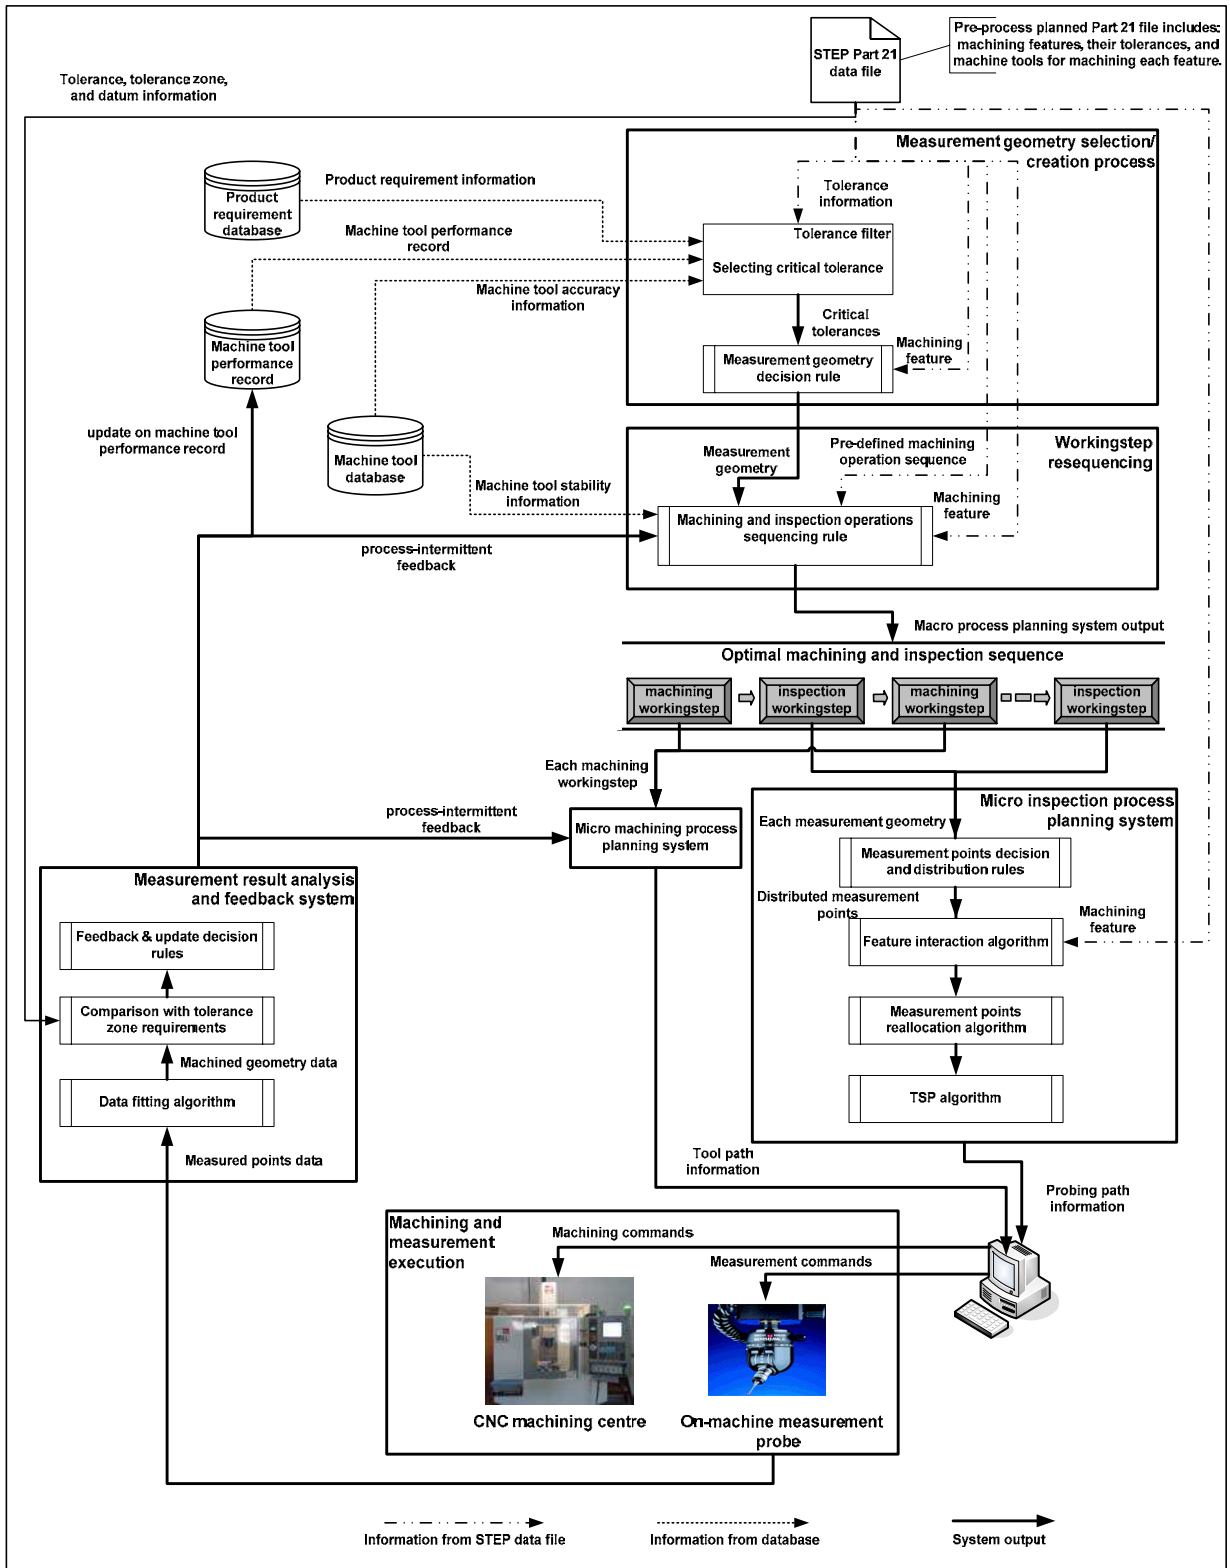 STEP Part 21
data file
Pre-process planned Part 21 file includes:
machining features, their tolerances, and
machine tools for machining each feature.
Tolerance, tolerance zone,
and datum information
Measurement geometry selection/
creation process
Product requirement information
Product
requirement
database
Tolerance
information
Machine tool performance
record
Tolerance filter
Selecting critical tolerance
Machine tool accuracy
information
Critical
tolerances
Machine tool
performance
record
Machining
feature
Measurement geometry
decision rule
update on machine tool
performance record
Machine tool
database
Measurement
geometry
Pre-defined machining
operation sequence
Workingstep
resequencing
Machine tool stability
information
Machining
feature
Machining and inspection operations
sequencing rule
process-intermittent
feedback
Macro process planning system output
Optimal machining and inspection sequence
machining
workingstep
inspection
workingstep
machining
workingstep
inspection
workingstep
Each machining
workingstep
process-intermittent
feedback
Micro machining process
planning system
Micro inspection process
planning system
Each measurement geometry
Measurement points decision
and distribution rules
Distributed measurement
points
Machining
feature
Feature interaction algorithm
Measurement points
reallocation algorithm
TSP algorithm
Measurement result analysis
and feedback system
Feedback & update decision
rules
Comparison with tolerance
zone requirements
Machined geometry data
Data fitting algorithm
Measured points data
Tool path
information
Probing path
information
Machining and
measurement
execution
Machining commands
Measurement commands
CNC machining centre
On-machine measurement
probe
Information from STEP data file
Information from database
System output